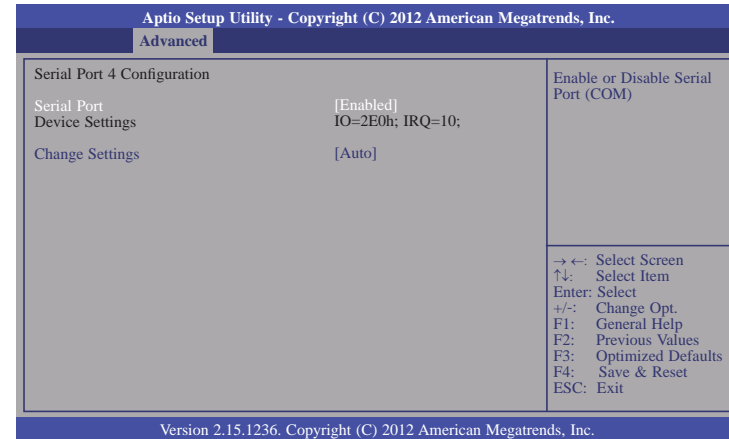 Aptio Setup Utility - Copyright (C) 2012 American Megatrends, Inc.
Advanced
Serial Port 4 Configuration
Serial Port [Enabled]
Device Settings IO=2E0h; IRQ=10;
Change Settings [Auto]
Enable or Disable Serial
Port (COM)
→←: Select Screen
↑↓: Select Item
Enter: Select
+/-: Change Opt.
F1: General Help
F2: Previous Values
F3: Optimized Defaults
F4: Save & Reset
ESC: Exit
Version 2.15.1236. Copyright (C) 2012 American Megatrends, Inc.